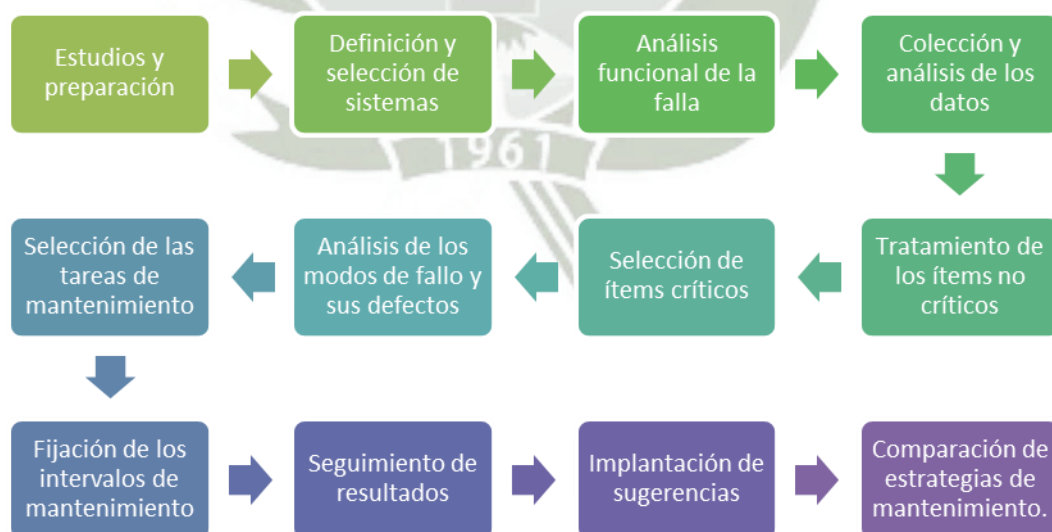 Estudios y
preparación
Definición y
selección de
sistemas
Análisis
funcional de la
falla
Colección y
análisis de los
datos
1961
Tratamiento de
los ítems no
críticos
Selección de
ítems críticos
Análisis de los
modos de fallo y
sus defectos
Selección de las
tareas de
mantenimiento
Fijación de los
intervalos de
mantenimiento
Seguimiento de
resultados
Implantación de
sugerencias
Comparación de
estrategias de
mantenimiento.